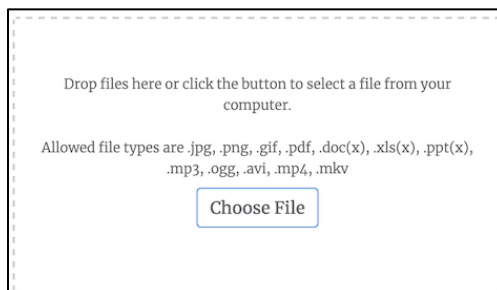 Drop files here or click the button to select a file from your
computer.
Allowed file types are .jpg, .png, .gif, .pdf, .doc(x), .xls(x), .ppt(x),
.mp3, .ogg, .avi, .mp4, .mkv
Choose File